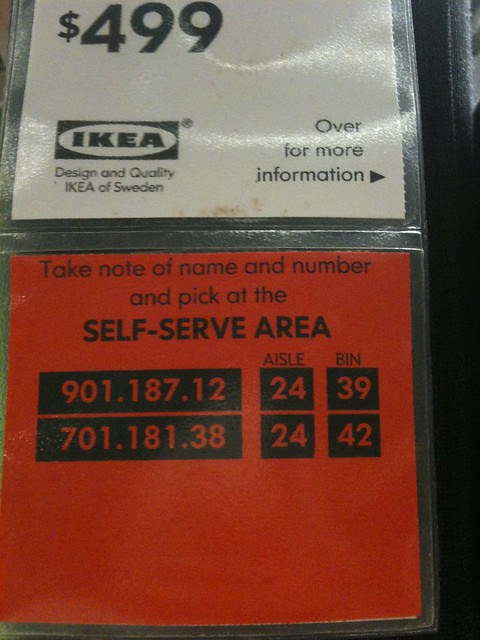 $499
IKEA®
Design and Quality
IKEA of Sweden
Over
for more
information ▶
Take note of name and number
and pick at the
SELF-SERVE AREA
AISLE BIN
901.187.12 24 39
701.181.38 24 42